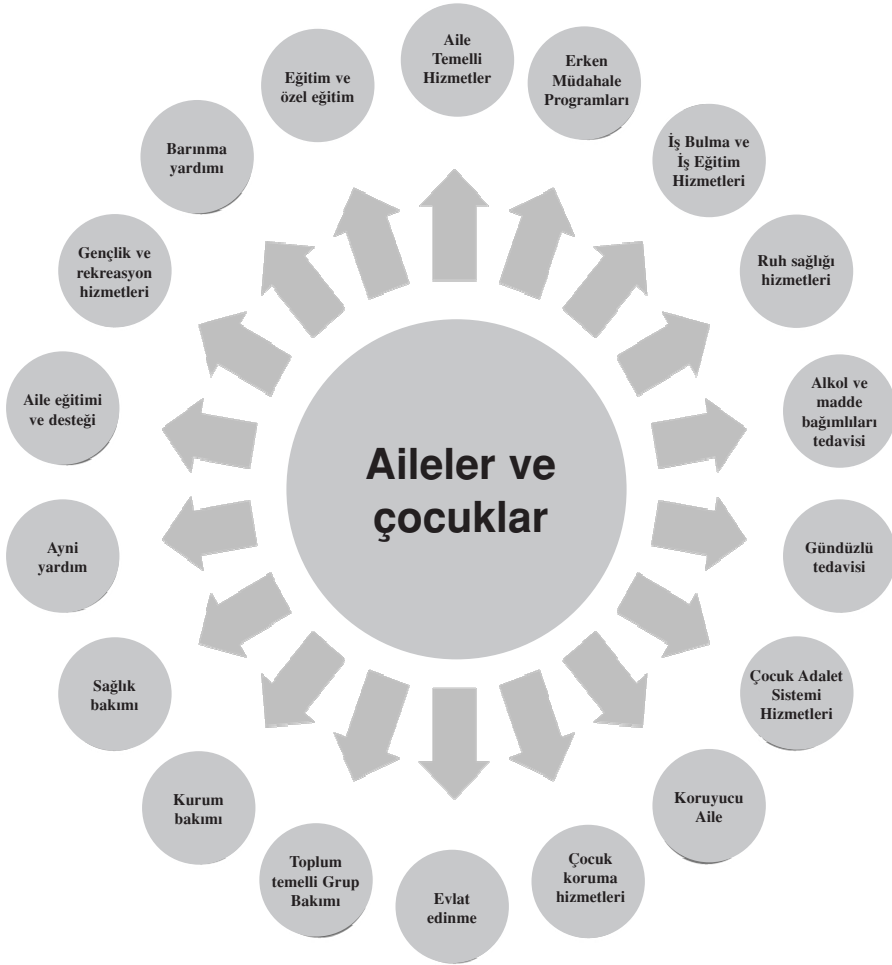 Aile
Temelli
Hizmetler
Erken
Müdahale
Programları
İş Bulma ve
İş Eğitim
Hizmetleri
Ruh sağlığı
hizmetleri
Alkol ve
madde
bağımlıları
tedavisi
Gündüzlü
tedavisi
Çocuk Adalet
Sistemi
Hizmetleri
Koruyucu
Aile
Çocuk
koruma
hizmetleri
Evlat
edinme
Toplum
temelli Grup
Bakımı
Kurum
bakımı
Sağlık
bakımı
Ayni
yardım
Aile eğitimi
ve desteği
Gençlik ve
rekreasyon
hizmetleri
Barınma
yardımı
Eğitim ve
özel eğitim
Aileler ve
çocuklar